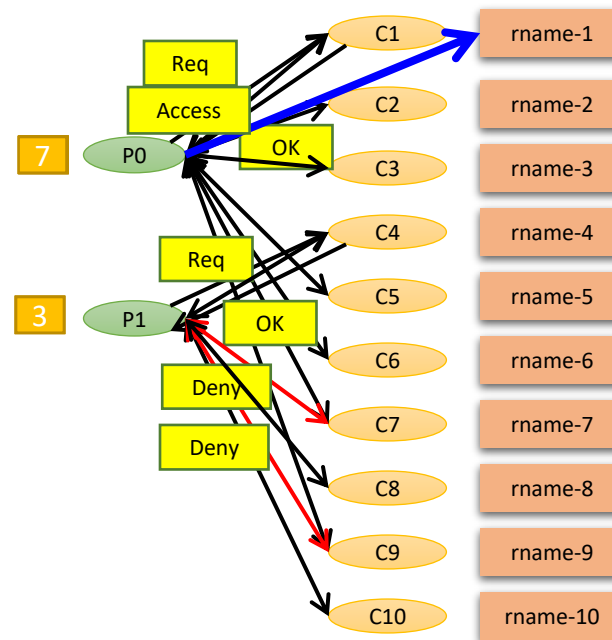 C1
rname-1
Req
C2
rname-2
Access
OK
7
P0
C3
rname-3
C4
rname-4
Req
C5
rname-5
3
P1
OK
C6
rname-6
Deny
C7
rname-7
Deny
C8
rname-8
C9
rname-9
C10
rname-10